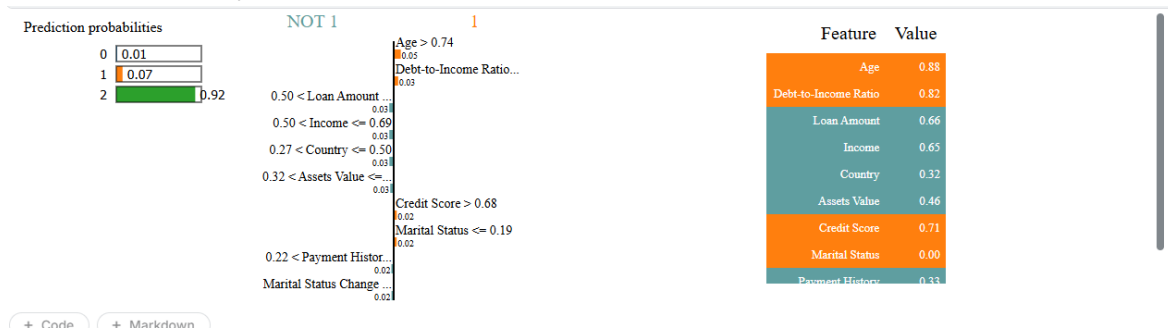 Prediction probabilities
0 0.01
1 0.07
2 0.92
NOT 1 1
Age > 0.74
0.05
Debt-to-Income Ratio...
0.03
0.50 < Loan Amount ...
0.03
0.50 < Income <= 0.69
0.03
0.27 < Country <= 0.50
0.03
0.32 < Assets Value <=...
0.03
Credit Score > 0.68
0.02
Marital Status <= 0.19
0.02
0.22 < Payment Histor...
0.02
Marital Status Change ...
0.02
Feature Value
Age 0.88
Debt-to-Income Ratio 0.82
Loan Amount 0.66
Income 0.65
Country 0.32
Assets Value 0.46
Credit Score 0.71
Marital Status 0.00
Payment History 0.33
+ Code + Markdown